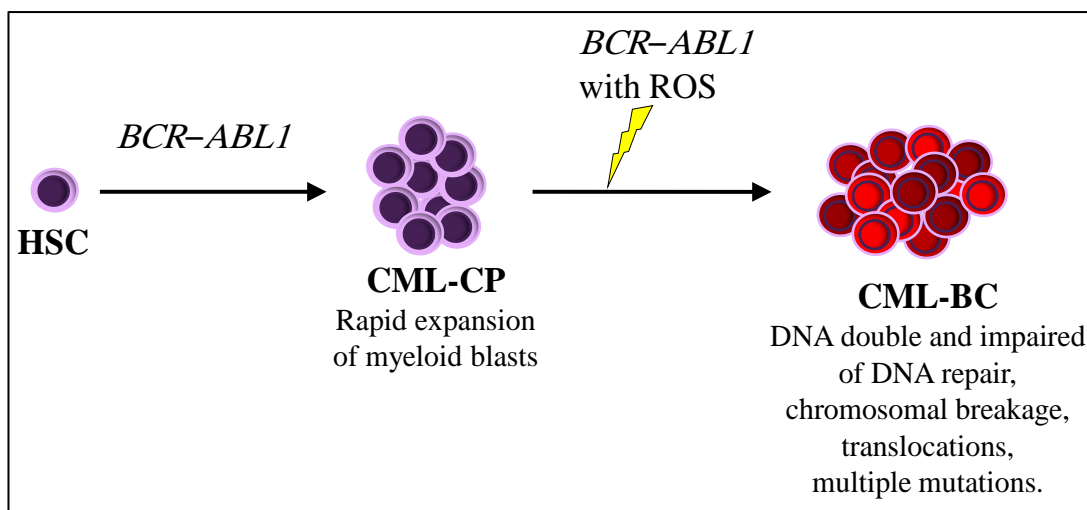 BCR–ABL1
with ROS
BCR–ABL1
HSC
CML-CP
Rapid expansion
of myeloid blasts
CML-BC
DNA double and impaired
of DNA repair,
chromosomal breakage,
translocations,
multiple mutations.